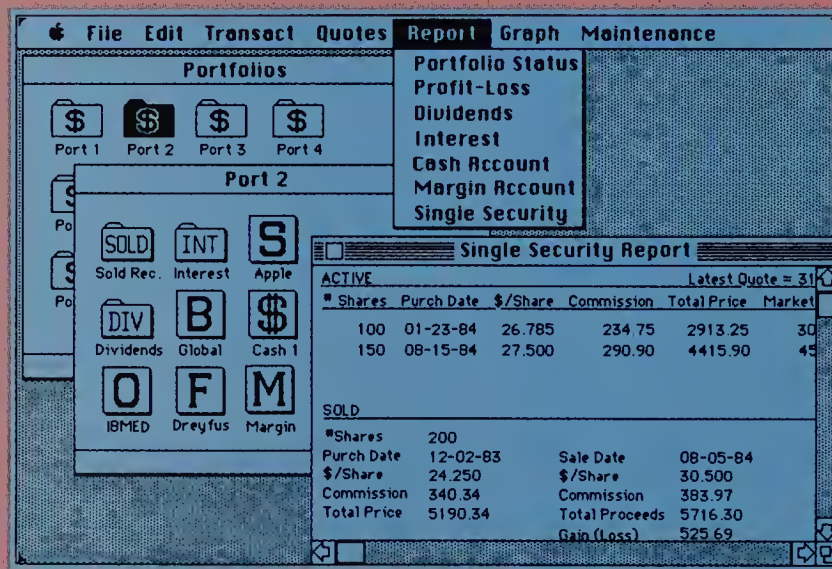 File Edit Transact Quotes Report Graph Maintenance
Portfolios
Portfolio Status
Profit-Loss
Dividends
Interest
Cash Account
Margin Account
Single Security
$ $ $ $
Port 1 Port 2 Port 3 Port 4
Port 2
SOLD INT S
Sold Rec. Interest Apple
DIV B $
Dividends Global Cash 1
O F M
IBMED Dreyfus Margin
Single Security Report
ACTIVE Latest Quote = 31
# Shares Purch Date $/Share Commission Total Price Market
100 01-23-84 26.785 234.75 2913.25 30
150 08-15-84 27.500 290.90 4415.90 45
SOLD
#Shares 200
Purch Date 12-02-83 Sale Date 08-05-84
$/Share 24.250 $/Share 30.500
Commission 340.34 Commission 383.97
Total Price 5190.34 Total Proceeds 5716.30
Gain (Loss) 525.69